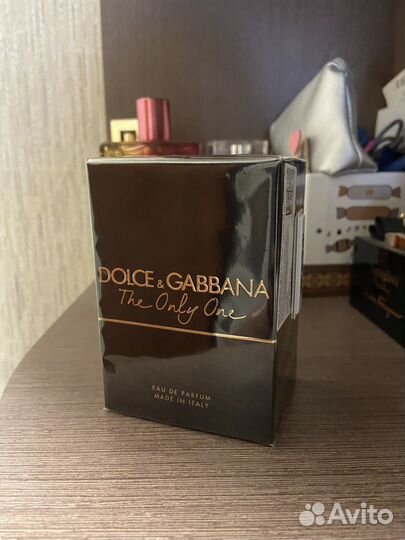 DOLCE & GABBANA
The Only One
EAU DE PARFUM
MADE IN ITALY
Avito